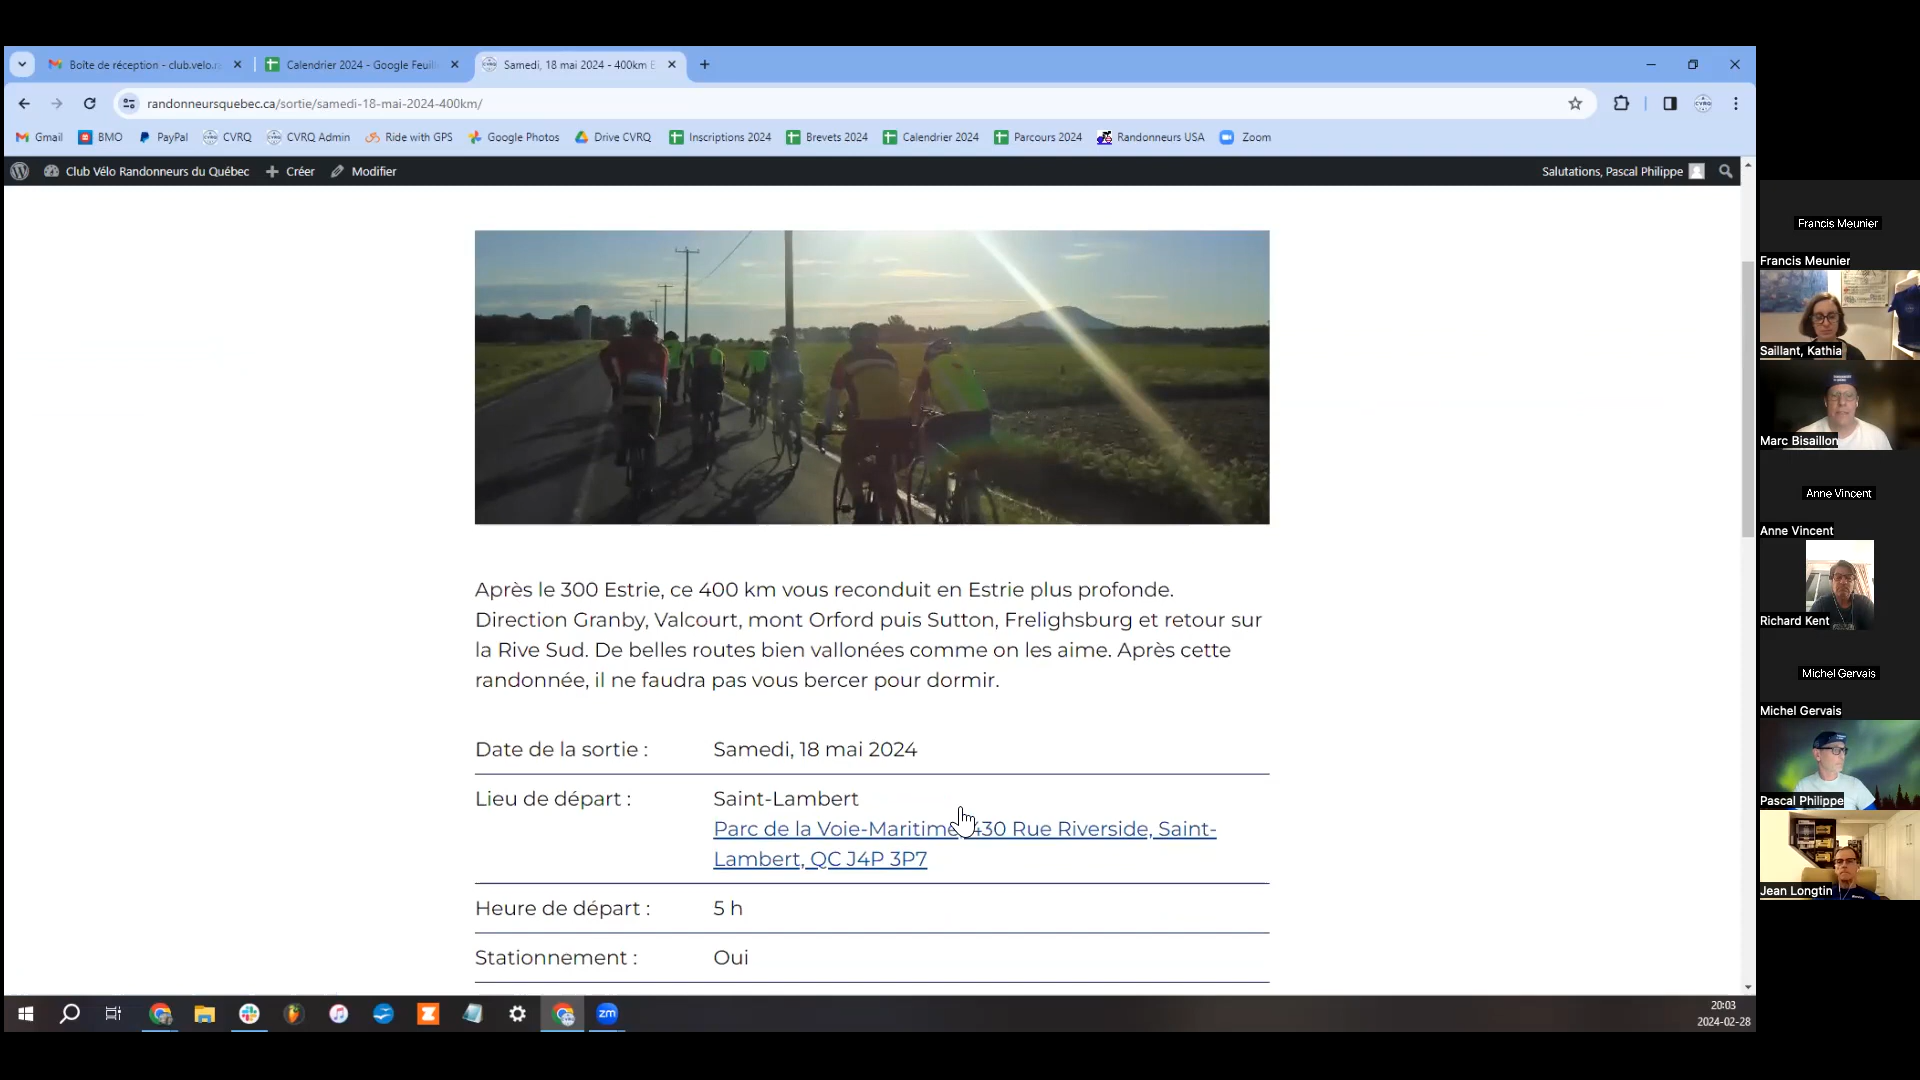 Boîte de réception - club.velo.r
Calendrier 2024 - Google Feuill
Samedi, 18 mai 2024 - 400km E
randonneursquebec.ca/sortie/samedi-18-mai-2024-400km/
Gmail BMO PayPal CVRQ CVRQ Admin Ride with GPS Google Photos Drive CVRQ Inscriptions 2024 Brevets 2024 Calendrier 2024 Parcours 2024 Randonneurs USA Zoom
Club Vélo Randonneurs du Québec Créer Modifier Salutations, Pascal Philippe
Après le 300 Estrie, ce 400 km vous reconduit en Estrie plus profonde.
Direction Granby, Valcourt, mont Orford puis Sutton, Frelighsburg et retour sur
la Rive Sud. De belles routes bien vallonées comme on les aime. Après cette
randonnée, il ne faudra pas vous bercer pour dormir.
Date de la sortie : Samedi, 18 mai 2024
Lieu de départ : Saint-Lambert
Parc de la Voie-Maritime 430 Rue Riverside, Saint-
Lambert, QC J4P 3P7
Heure de départ : 5 h
Stationnement : Oui
zm
20:03
2024-02-28
Francis Meunier
Francis Meunier
Saillant, Kathia
Marc Bisaillon
Anne Vincent
Anne Vincent
Richard Kent
Michel Gervais
Michel Gervais
Pascal Philippe
Jean Longtin